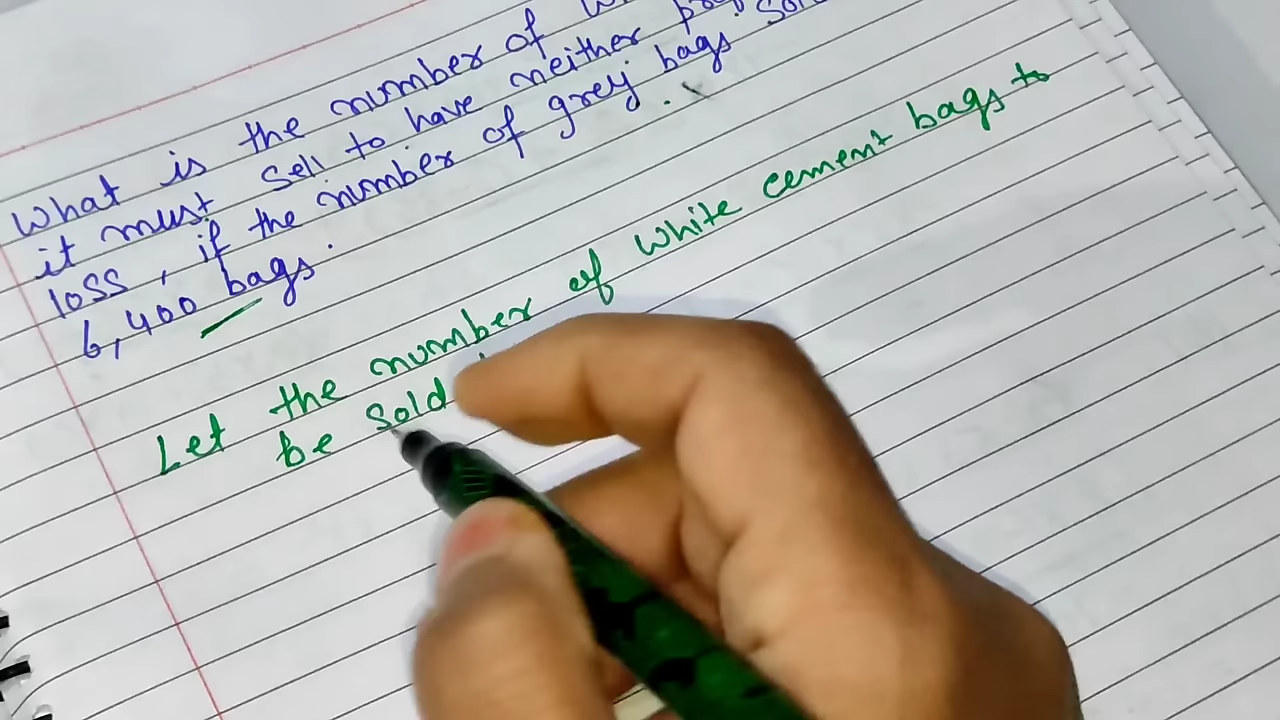 What is the number of
it must sell to have neither
loss, if the number of grey bags
6,400 bags.
Let the number of white cement bags to
be sold